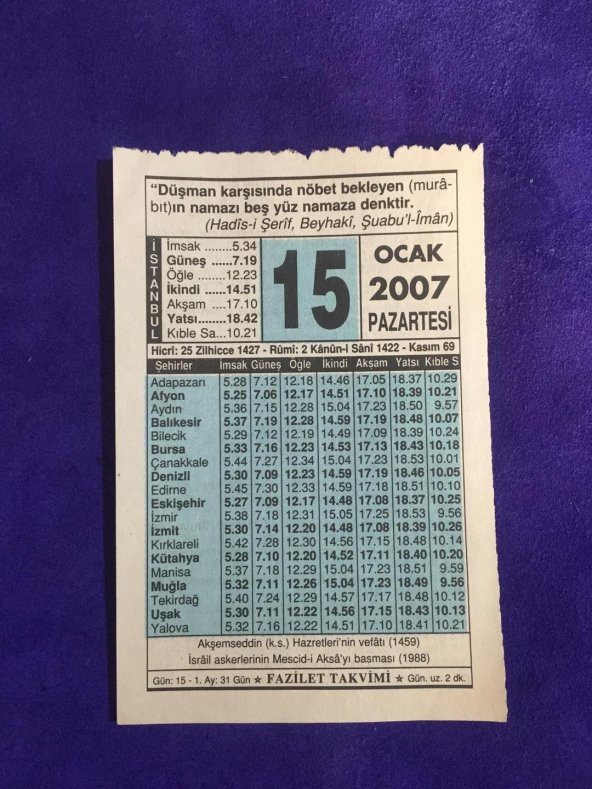 “Düşman karşısında nöbet bekleyen (murâ-
bıt)ın namazı beş yüz namaza denktir.
(Hadîs-i Şerîf, Beyhakî, Şuabu’l-Îmân)
İSTANBUL
İmsak ........5.34
Güneş ......7.19
Öğle ........12.23
İkindi ......14.51
Akşam ....17.10
Yatsı........18.42
Kıble Sa...10.21
15
OCAK
2007
PAZARTESİ
Hicrî: 25 Zilhicce 1427 - Rûmî: 2 Kânûn-i Sânî 1422 - Kasım 69
Şehirler İmsak Güneş Öğle İkindi Akşam Yatsı Kıble S
Adapazarı 5.28 7.12 12.18 14.46 17.05 18.37 10.29
Afyon 5.25 7.06 12.17 14.51 17.10 18.39 10.21
Aydın 5.36 7.15 12.28 15.04 17.23 18.50 9.57
Balıkesir 5.37 7.19 12.28 14.59 17.19 18.48 10.07
Bilecik 5.29 7.12 12.19 14.49 17.09 18.39 10.24
Bursa 5.33 7.16 12.23 14.53 17.13 18.43 10.18
Çanakkale 5.44 7.27 12.34 15.04 17.23 18.53 10.01
Denizli 5.30 7.09 12.23 14.59 17.19 18.46 10.05
Edirne 5.45 7.30 12.33 14.59 17.18 18.51 10.10
Eskişehir 5.27 7.09 12.17 14.48 17.08 18.37 10.25
İzmir 5.38 7.18 12.31 15.05 17.25 18.53 9.56
İzmit 5.30 7.14 12.20 14.48 17.08 18.39 10.26
Kırklareli 5.42 7.28 12.30 14.56 17.15 18.48 10.14
Kütahya 5.28 7.10 12.20 14.52 17.11 18.40 10.20
Manisa 5.37 7.18 12.29 15.04 17.23 18.51 9.59
Muğla 5.32 7.11 12.26 15.04 17.23 18.49 9.56
Tekirdağ 5.40 7.24 12.29 14.57 17.17 18.48 10.12
Uşak 5.30 7.11 12.22 14.56 17.15 18.43 10.13
Yalova 5.32 7.16 12.22 14.51 17.10 18.41 10.21
Akşemseddin (k.s.) Hazretleri’nin vefâtı (1459)
İsrâil askerlerinin Mescid-i Aksâ’yı basması (1988)
Gün: 15 - 1. Ay: 31 Gün ★ FAZİLET TAKVİMİ ★ Gün. uz. 2 dk.